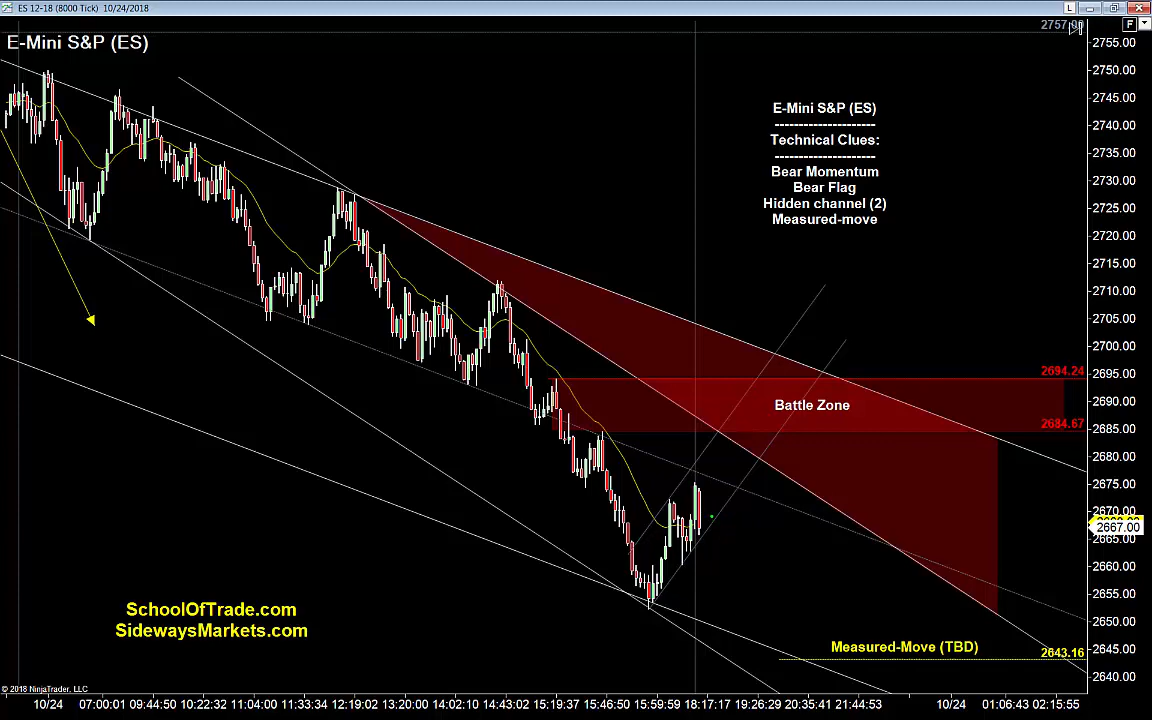 ES 12-18 (8000 Tick)  10/24/2018
L
F
2757.00
E-Mini S&P (ES)
E-Mini S&P (ES)
---------------------
Technical Clues:
---------------------
Bear Momentum
Bear Flag
Hidden channel (2)
Measured-move
2755.00
2750.00
2745.00
2740.00
2735.00
2730.00
2725.00
2720.00
2715.00
2710.00
2705.00
2700.00
2695.00
2690.00
2685.00
2680.00
2675.00
2670.00
2667.00
2665.00
2660.00
2655.00
2650.00
2645.00
2640.00
2694.24
Battle Zone
2684.67
SchoolOfTrade.com
SidewaysMarkets.com
Measured-Move (TBD)
2643.16
© 2018 NinjaTrader, LLC
10/24 07:00:01 09:44:50 10:22:32 11:04:00 11:33:34 12:19:04 13:20:00 14:02:10 14:43:02 15:19:37 15:46:50 15:59:59 18:17:17 19:26:29 20:35:41 21:44:53 10/24 01:06:43 02:15:55